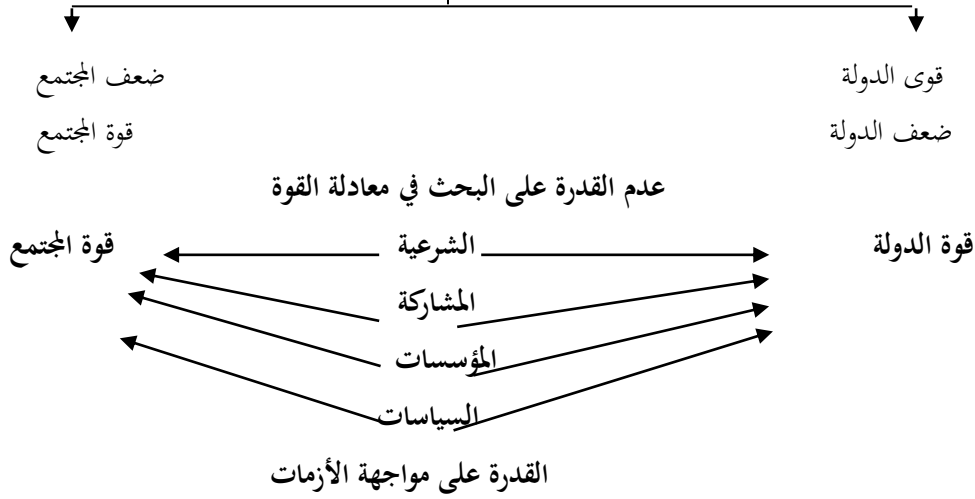 قوى الدولة ضعف المجتمع
ضعف الدولة قوة المجتمع
عدم القدرة على البحث في معادلة القوة
قوة الدولة الشرعية قوة المجتمع
المشاركة
المؤسسات
السياسات
القدرة على مواجهة الأزمات